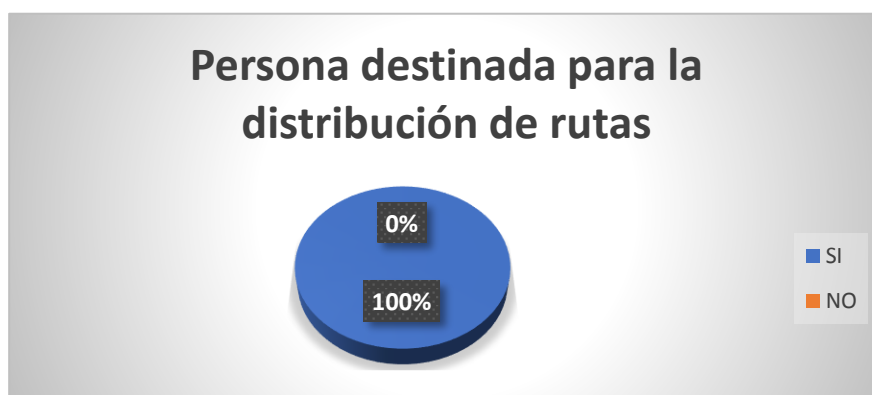 Persona destinada para la
distribución de rutas
0%
100%
SI
NO